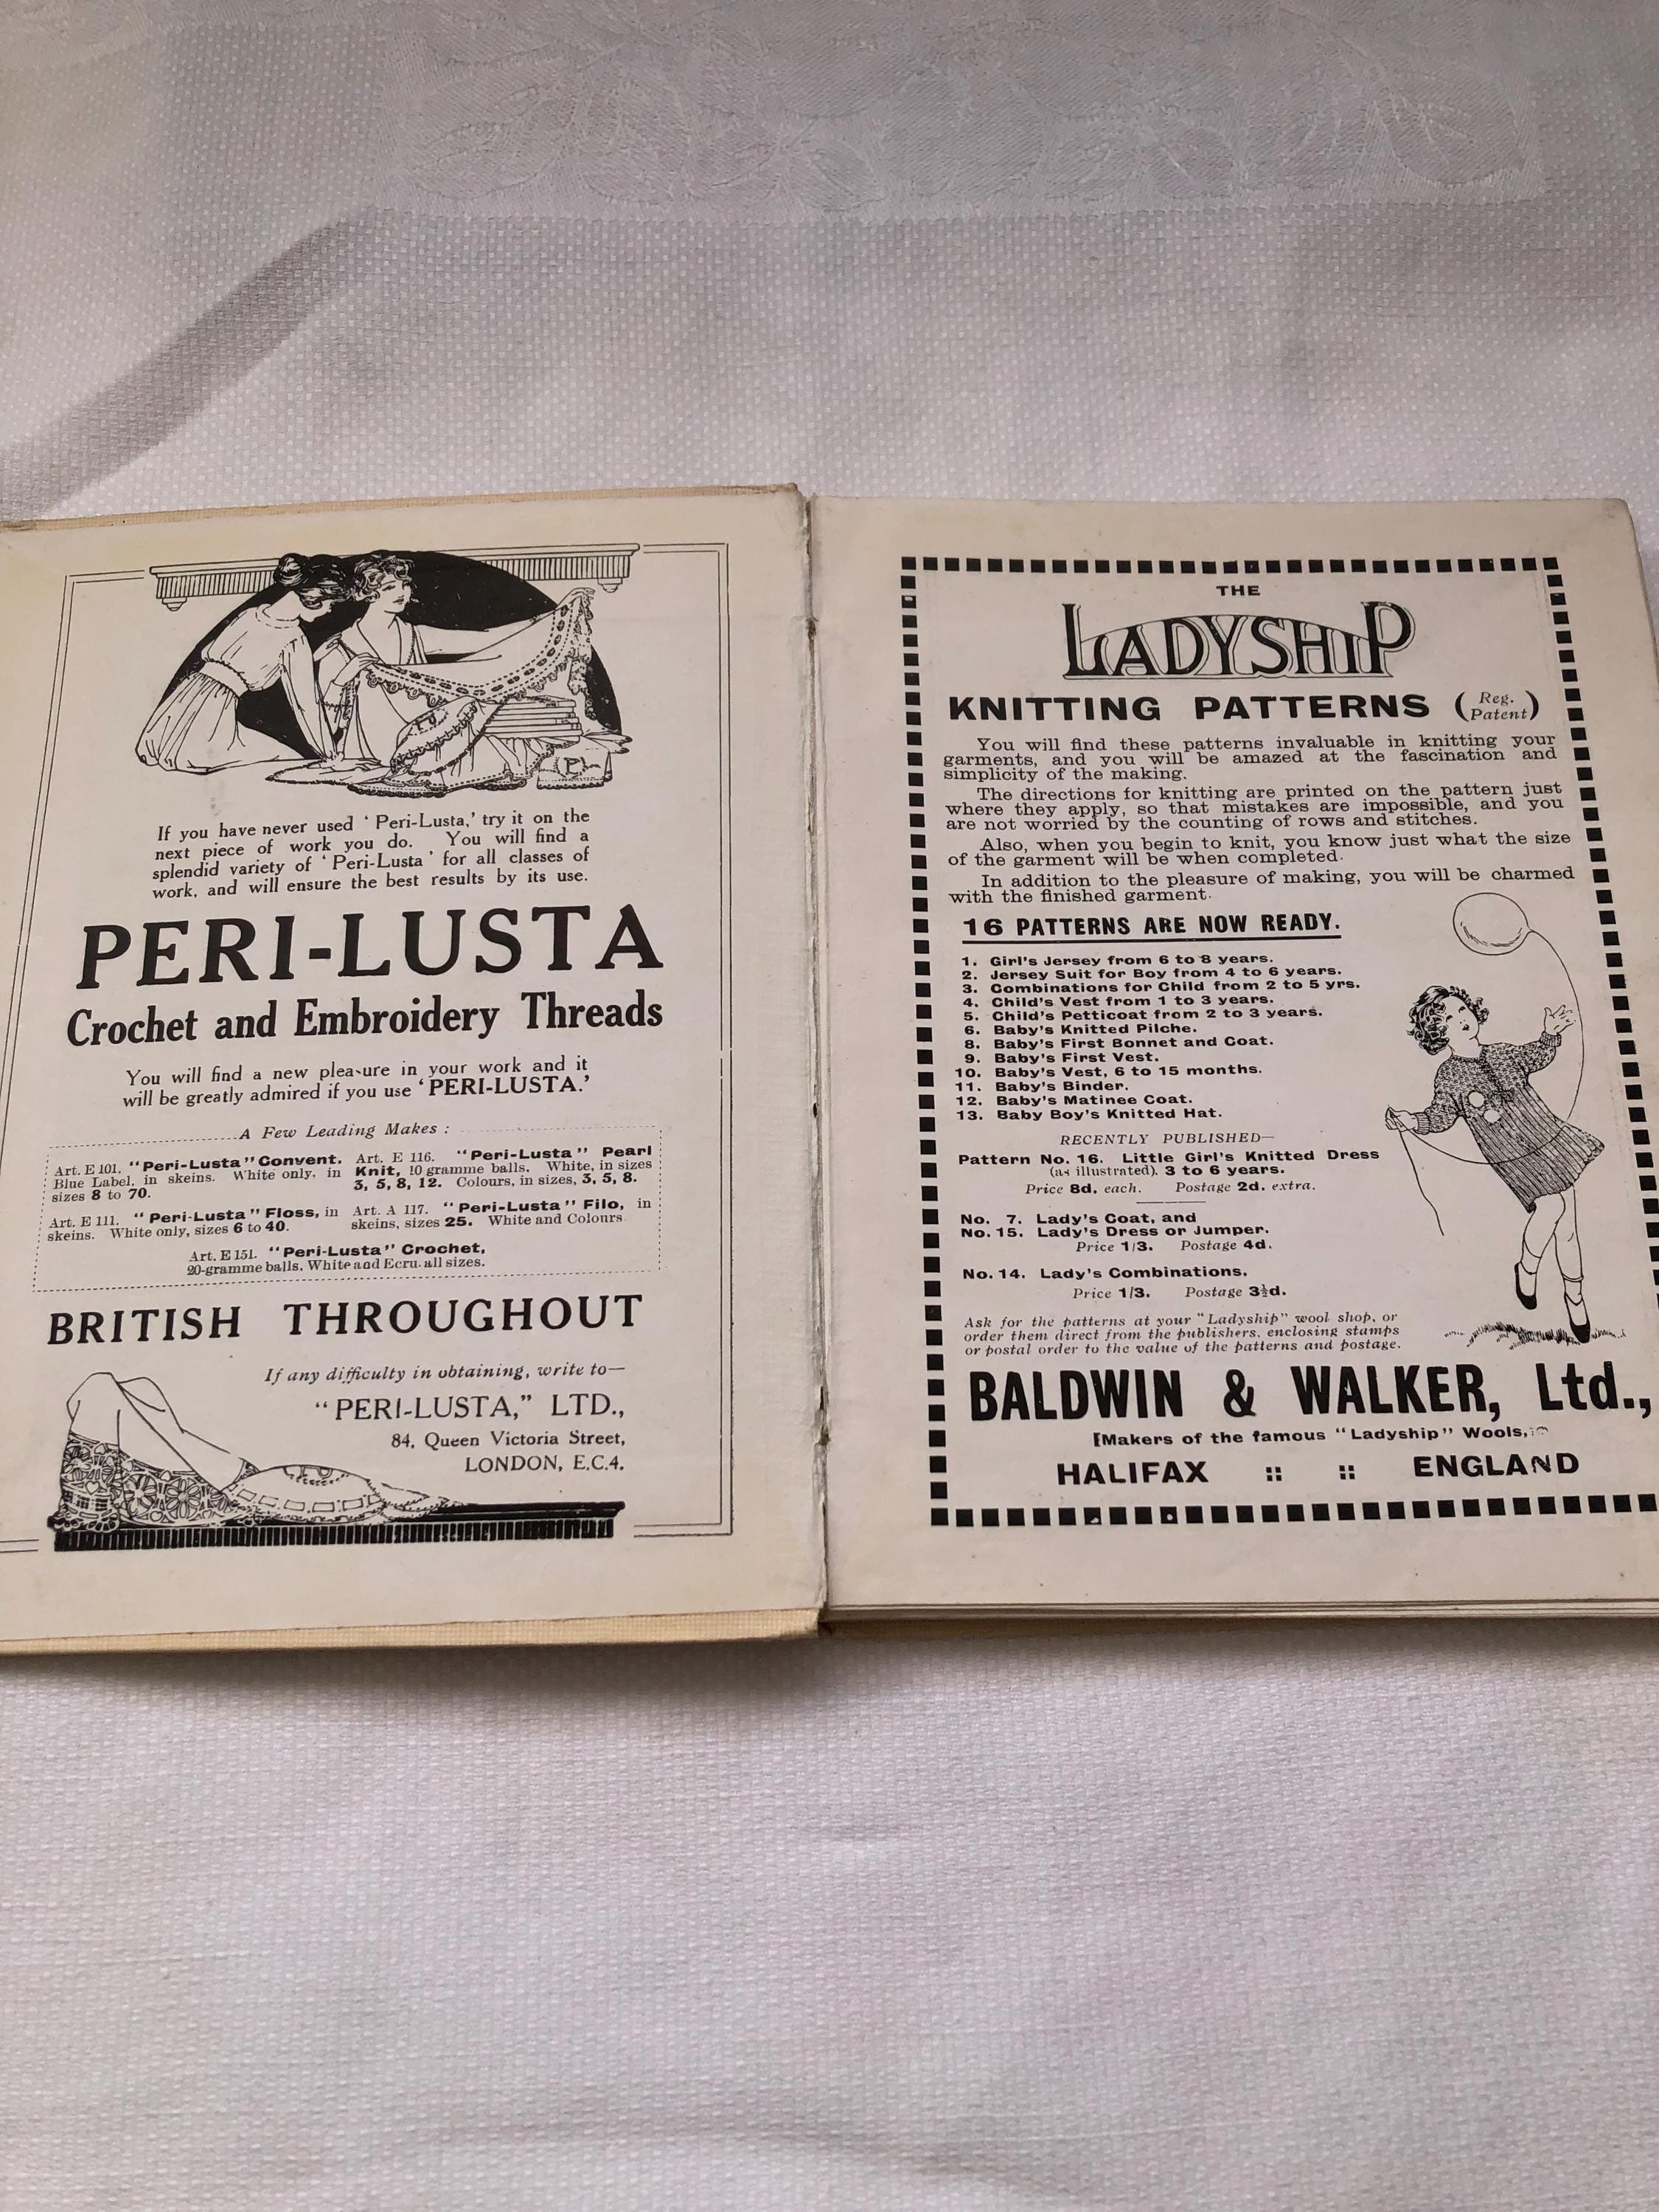 If you have never used ‘ Peri-Lusta,’ try it on the
next piece of work you do. You will find a
splendid variety of ‘ Peri-Lusta ’ for all classes of
work, and will ensure the best results by its use.
PERI-LUSTA
Crochet and Embroidery Threads
You will find a new pleasure in your work and it
will be greatly admired if you use ‘ PERI-LUSTA.’
A Few Leading Makes :
Art. E 101. “Peri-Lusta” Convent.
Blue Label, in skeins. White only, in
sizes 8 to 70.
Art. E 116. “Peri-Lusta” Pearl
Knit, 10 gramme balls. White, in sizes
3, 5, 8, 12. Colours, in sizes, 3, 5, 8.
Art. E 111. “Peri-Lusta” Floss, in
skeins. White only, sizes 6 to 40.
Art. A 117. “Peri-Lusta” Filo, in
skeins, sizes 25. White and Colours
Art. E 151. “Peri-Lusta” Crochet,
20-gramme balls. White and Ecru. all sizes.
BRITISH THROUGHOUT
If any difficulty in obtaining, write to—
“PERI-LUSTA,” LTD.,
84, Queen Victoria Street,
LONDON, E.C.4.
THE
LADYSHIP
KNITTING PATTERNS (Reg. Patent)
You will find these patterns invaluable in knitting your
garments, and you will be amazed at the fascination and
simplicity of the making.
The directions for knitting are printed on the pattern just
where they apply, so that mistakes are impossible, and you
are not worried by the counting of rows and stitches.
Also, when you begin to knit, you know just what the size
of the garment will be when completed.
In addition to the pleasure of making, you will be charmed
with the finished garment.
16 PATTERNS ARE NOW READY.
1. Girl's Jersey from 6 to 8 years.
2. Jersey Suit for Boy from 4 to 6 years.
3. Combinations for Child from 2 to 5 yrs.
4. Child's Vest from 1 to 3 years.
5. Child's Petticoat from 2 to 3 years.
6. Baby's Knitted Pilche.
8. Baby's First Bonnet and Coat.
9. Baby's First Vest.
10. Baby's Vest, 6 to 15 months.
11. Baby's Binder.
12. Baby's Matinee Coat.
13. Baby Boy's Knitted Hat.
RECENTLY PUBLISHED—
Pattern No. 16. Little Girl's Knitted Dress
(as illustrated), 3 to 6 years.
Price 8d. each. Postage 2d. extra.
No. 7. Lady's Coat, and
No. 15. Lady's Dress or Jumper.
Price 1/3. Postage 4d.
No. 14. Lady's Combinations.
Price 1/3. Postage 3½d.
Ask for the patterns at your “Ladyship” wool shop, or
order them direct from the publishers, enclosing stamps
or postal order to the value of the patterns and postage.
BALDWIN & WALKER, Ltd.,
[Makers of the famous “Ladyship” Wools,
HALIFAX :: :: ENGLAND